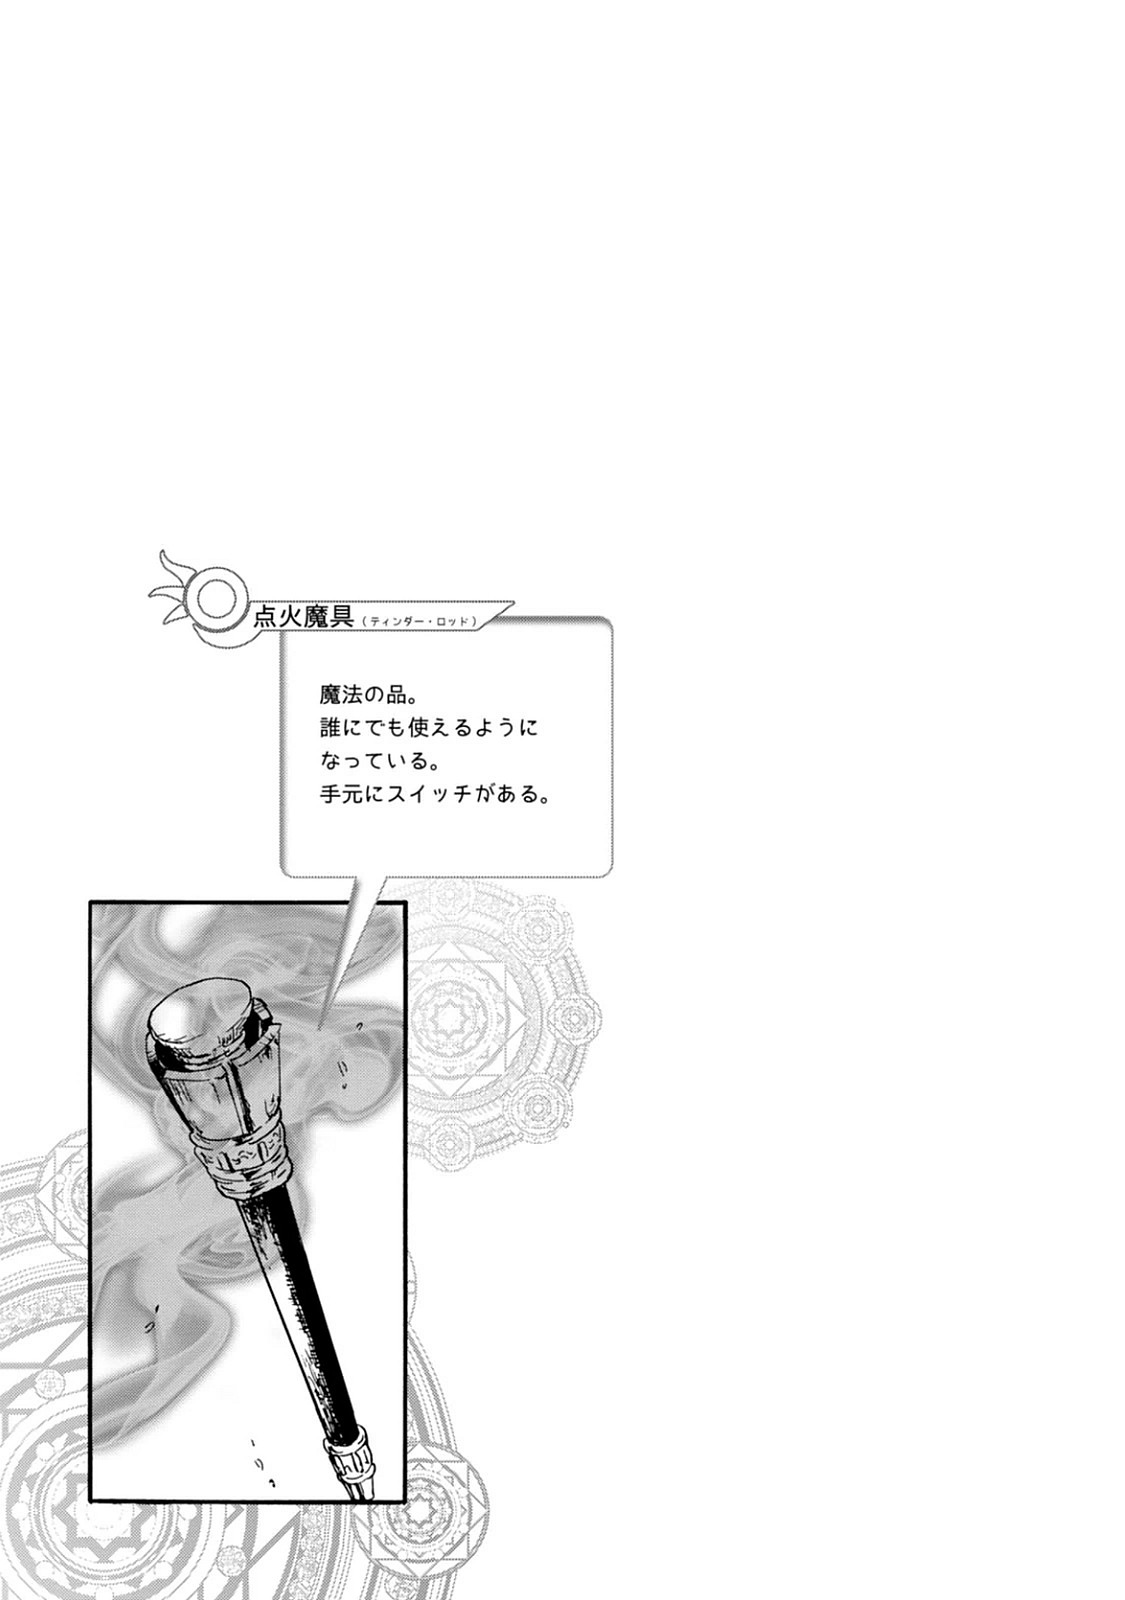 点火魔具(ティンダー・ロッド)
魔法の品。
誰にでも使えるように
なっている。
手元にスイッチがある。